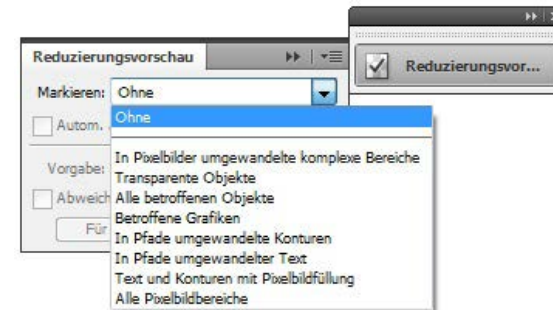 Reduzierungsvorschau
Reduzierungsvor...
Markieren: Ohne
Ohne
Autom.
In Pixelbilder umgewandelte komplexe Bereiche
Vorgabe:
Transparente Objekte
Alle betroffenen Objekte
Abweich
Betroffene Grafiken
Für
In Pfade umgewandelte Konturen
In Pfade umgewandelter Text
Text und Konturen mit Pixelbildfüllung
Alle Pixelbildbereiche